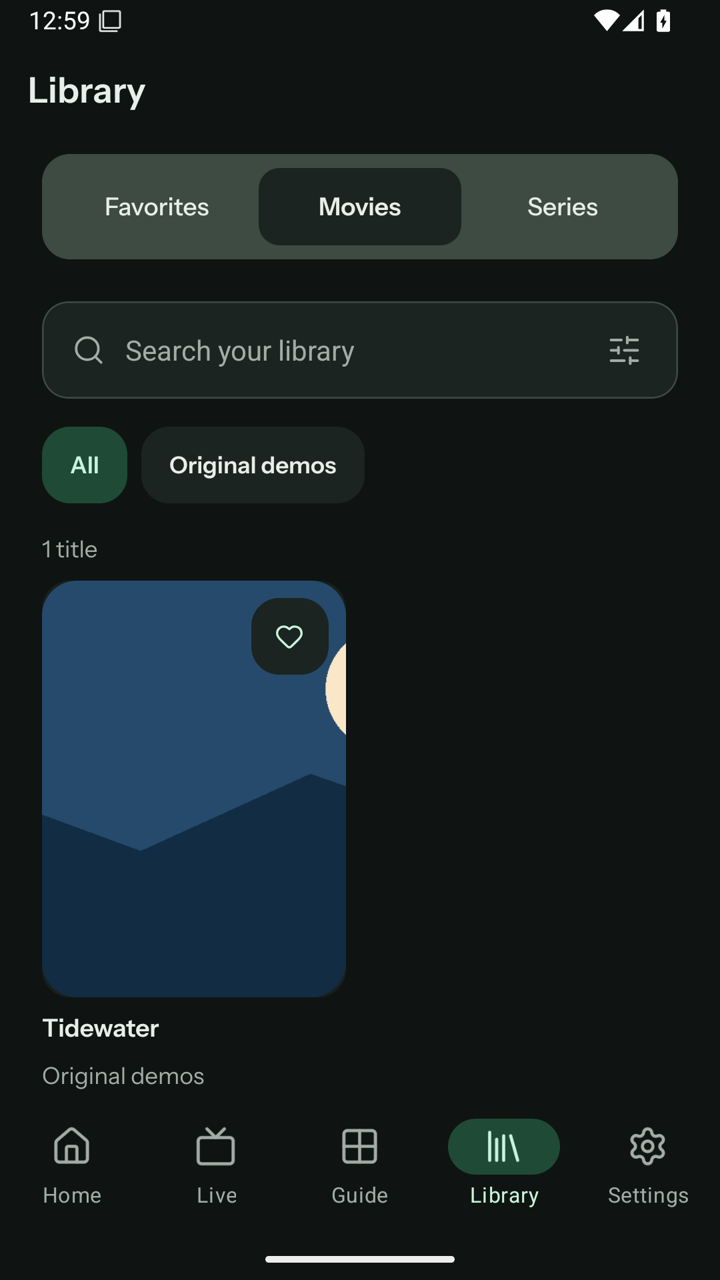 12:59
Library
Favorites Movies Series
Search your library
All Original demos
1 title
Tidewater
Original demos
Home Live Guide Library Settings